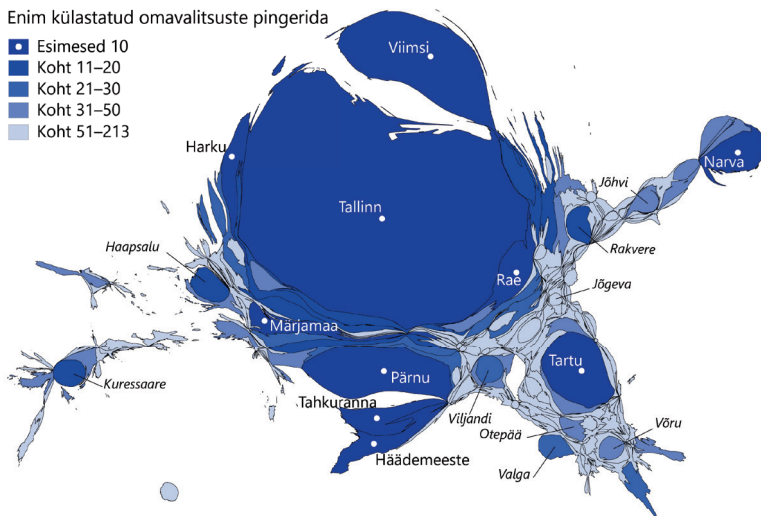 Enim külastatud omavalitsuste pingerida
Esimesed 10
Koht 11–20
Koht 21–30
Koht 31–50
Koht 51–213
Viimsi
Harku
Narva
Jõhvi
Tallinn
Haapsalu
Rakvere
Rae
Jõgeva
Märjamaa
Tartu
Pärnu
Kuressaare
Tahkuranna
Viljandi
Otepää
Võru
Häädemeeste
Valga